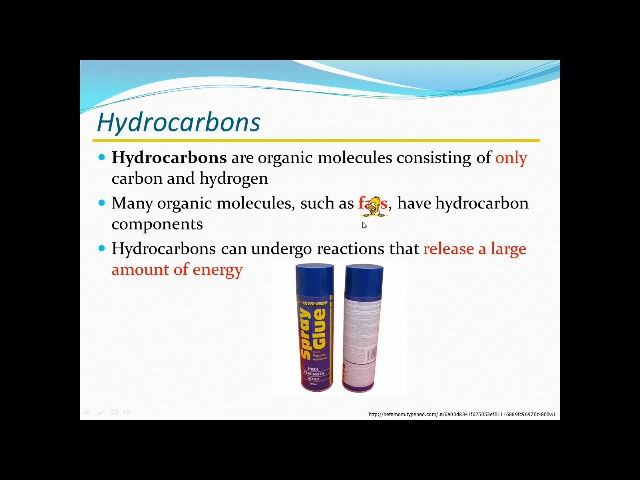 Hydrocarbons
Hydrocarbons are organic molecules consisting of only
carbon and hydrogen
Many organic molecules, such as fats, have hydrocarbon
components
Hydrocarbons can undergo reactions that release a large
amount of energy
Spray
Glue
HIGH